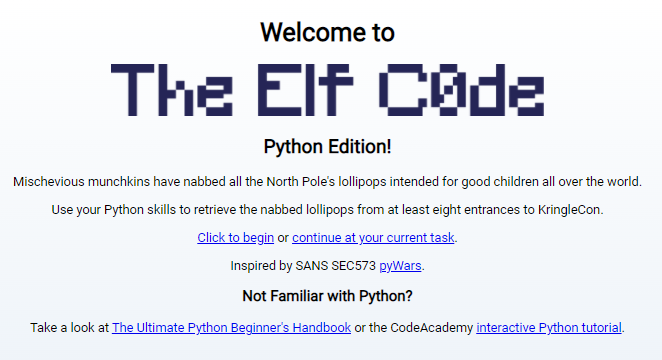 Welcome to
The Elf C0de
Python Edition!
Mischevious munchkins have nabbed all the North Pole's lollipops intended for good children all over the world.
Use your Python skills to retrieve the nabbed lollipops from at least eight entrances to KringleCon.
Click to begin or continue at your current task.
Inspired by SANS SEC573 pyWars.
Not Familiar with Python?
Take a look at The Ultimate Python Beginner's Handbook or the CodeAcademy interactive Python tutorial.